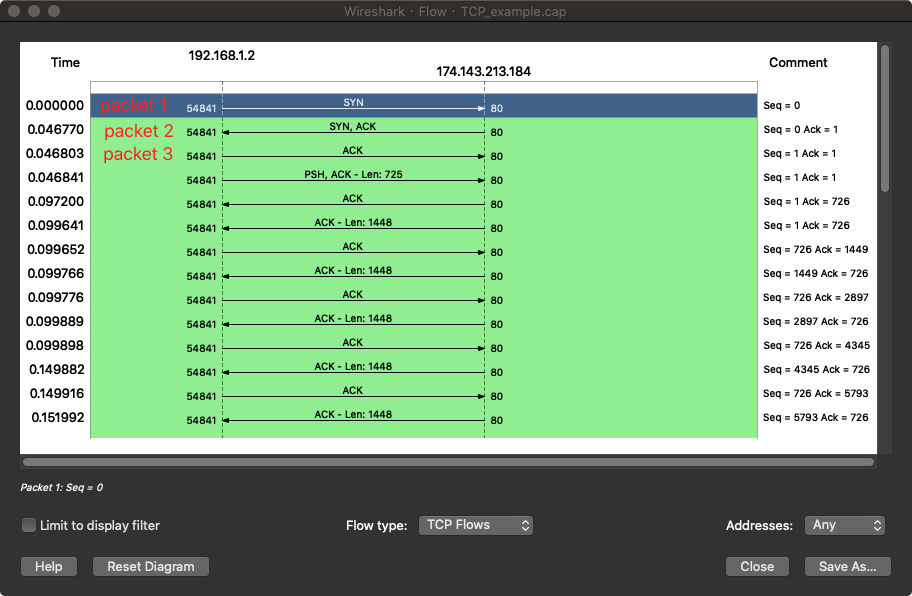 Wireshark · Flow · TCP_example.cap
Time 192.168.1.2 174.143.213.184 Comment
0.000000 packet 1 54841 SYN 80 Seq = 0
0.046770 packet 2 54841 SYN, ACK 80 Seq = 0 Ack = 1
0.046803 packet 3 54841 ACK 80 Seq = 1 Ack = 1
0.046841 54841 PSH, ACK - Len: 725 80 Seq = 1 Ack = 1
0.097200 54841 ACK 80 Seq = 1 Ack = 726
0.099641 54841 ACK - Len: 1448 80 Seq = 1 Ack = 726
0.099652 54841 ACK 80 Seq = 726 Ack = 1449
0.099766 54841 ACK - Len: 1448 80 Seq = 1449 Ack = 726
0.099776 54841 ACK 80 Seq = 726 Ack = 2897
0.099889 54841 ACK - Len: 1448 80 Seq = 2897 Ack = 726
0.099898 54841 ACK 80 Seq = 726 Ack = 4345
0.149882 54841 ACK - Len: 1448 80 Seq = 4345 Ack = 726
0.149916 54841 ACK 80 Seq = 726 Ack = 5793
0.151992 54841 ACK - Len: 1448 80 Seq = 5793 Ack = 726
Packet 1: Seq = 0
Limit to display filter Flow type: TCP Flows Addresses: Any
Help Reset Diagram Close Save As...